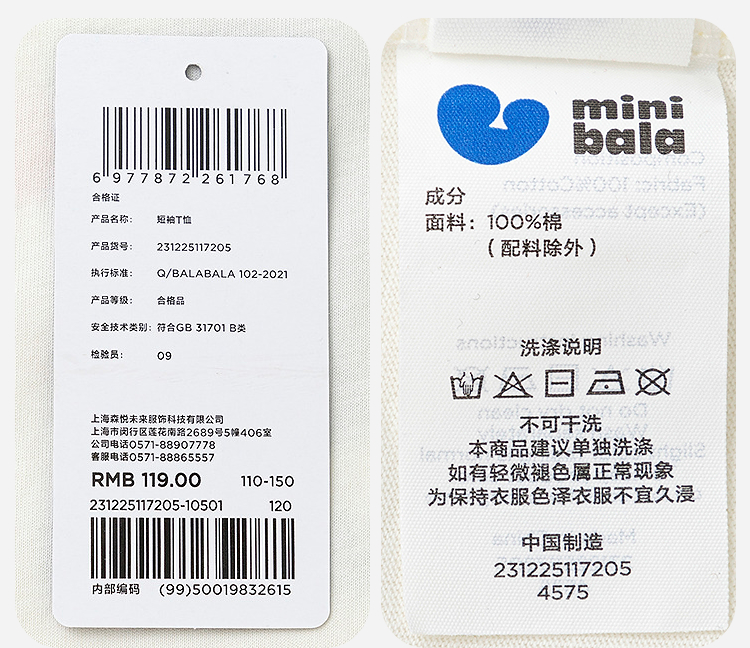 6 977872 261768
合格证
产品名称： 短袖T恤
产品货号： 231225117205
执行标准： Q/BALABALA 102-2021
产品等级： 合格品
安全技术类别：符合GB 31701 B类
检验员： 09
上海森悦未来服饰科技有限公司
上海市闵行区莲花南路2689号5幢406室
公司电话0571-88907778
客服电话0571-88865557
RMB 119.00 110-150
231225117205-10501 120
内部编码 (99)50019832615
mini
bala
成分
面料：100%棉
（配料除外）
洗涤说明
不可干洗
本商品建议单独洗涤
如有轻微褪色属正常现象
为保持衣服色泽衣服不宜久浸
中国制造
231225117205
4575